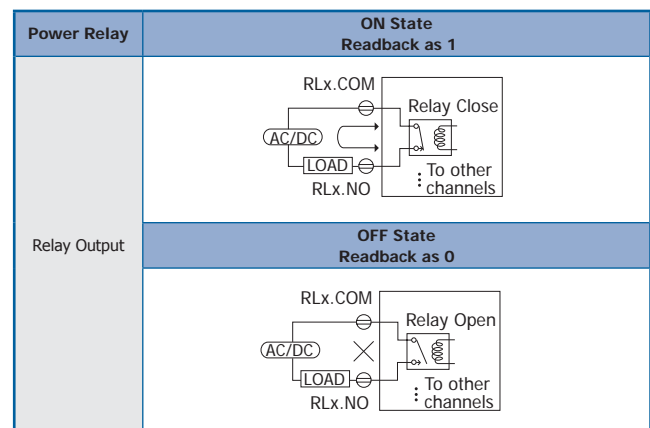 Power Relay
ON State
Readback as 1
Relay Output
RLx.COM
Relay Close
AC/DC
LOAD
RLx.NO
To other
channels
OFF State
Readback as 0
RLx.COM
Relay Open
AC/DC
LOAD
RLx.NO
To other
channels